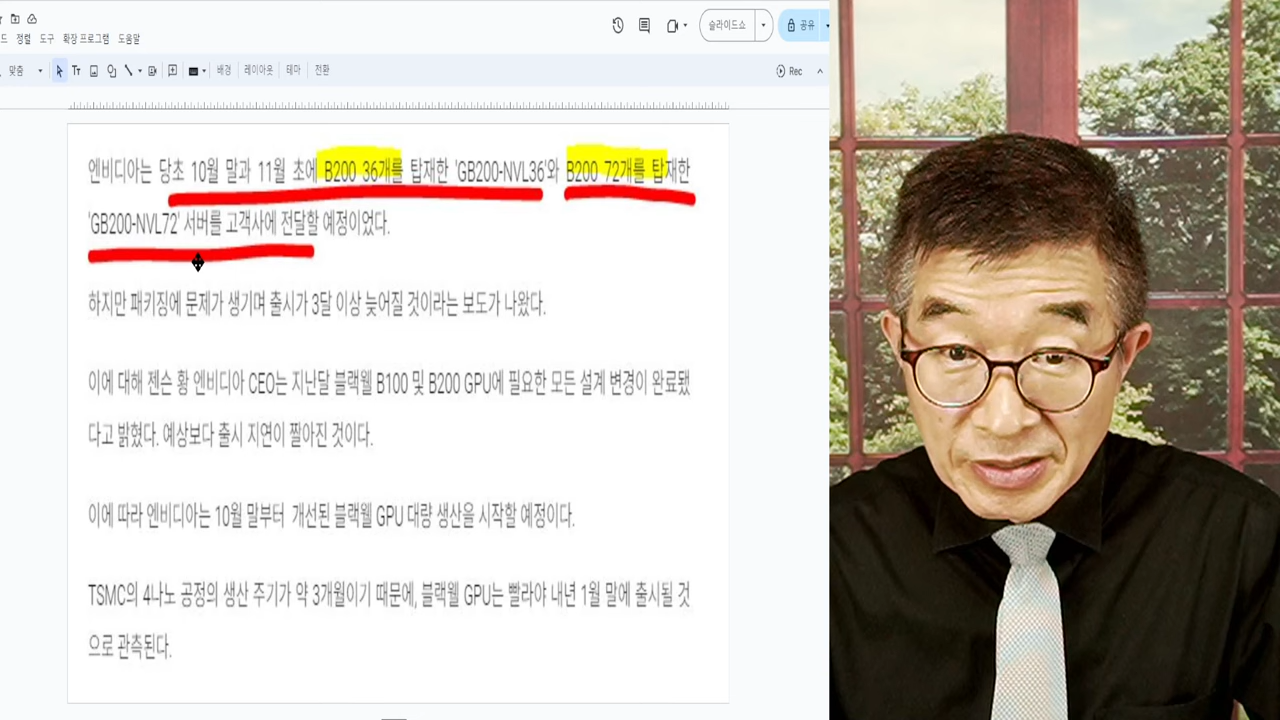 정렬 도구 확장 프로그램 도움말
슬라이드쇼
공유
맞춤
배경 레이아웃 테마 전환
Rec
엔비디아는 당초 10월 말과 11월 초에 B200 36개를 탑재한 'GB200-NVL36'와 B200 72개를 탑재한
'GB200-NVL72' 서버를 고객사에 전달할 예정이었다.
하지만 패키징에 문제가 생기며 출시가 3달 이상 늦어질 것이라는 보도가 나왔다.
이에 대해 젠슨 황 엔비디아 CEO는 지난달 블랙웰 B100 및 B200 GPU에 필요한 모든 설계 변경이 완료됐
다고 밝혔다. 예상보다 출시 지연이 짧아진 것이다.
이에 따라 엔비디아는 10월 말부터 개선된 블랙웰 GPU 대량 생산을 시작할 예정이다.
TSMC의 4나노 공정의 생산 주기가 약 3개월이기 때문에, 블랙웰 GPU는 빨라야 내년 1월 말에 출시될 것
으로 관측된다.